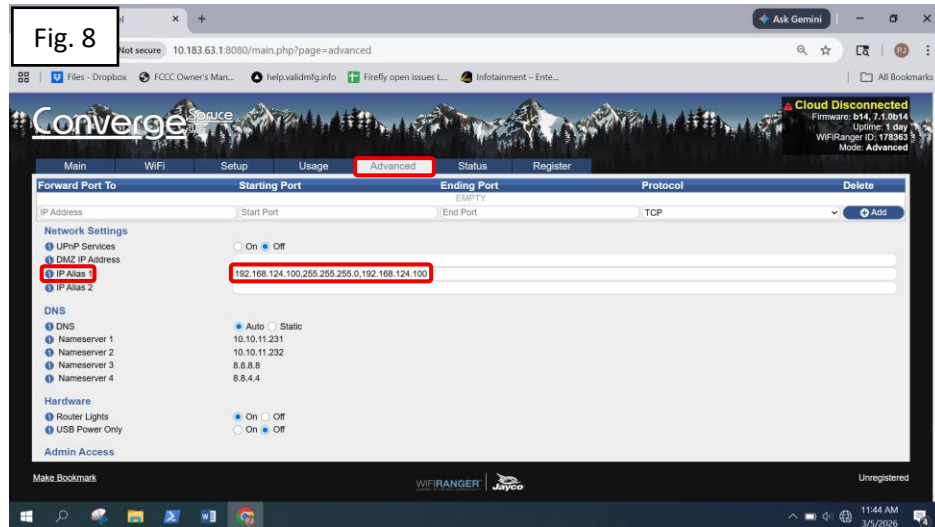 Fig. 8
Ask Gemini
Not secure 10.183.63.1:8080/main.php?page=advanced
Files - Dropbox FCCC Owner's Man... help.validmfg.info Firefly open issues L... Infotainment – Ente... All Bookmarks
Converge Spruce
Cloud Disconnected
Firmware: b14, 7.1.0b14
Uptime: 1 day
WiFiRanger ID: 178363
Mode: Advanced
Main WiFi Setup Usage Advanced Status Register
Forward Port To Starting Port Ending Port Protocol Delete
EMPTY
IP Address Start Port End Port TCP Add
Network Settings
UPnP Services On Off
DMZ IP Address
IP Alias 1 192.168.124.100,255.255.255.0,192.168.124.100
IP Alias 2
DNS
DNS Auto Static
Nameserver 1 10.10.11.231
Nameserver 2 10.10.11.232
Nameserver 3 8.8.8.8
Nameserver 4 8.8.4.4
Hardware
Router Lights On Off
USB Power Only On Off
Admin Access
Make Bookmark WIFIRANGER Jayco Unregistered
11:44 AM
3/5/2026